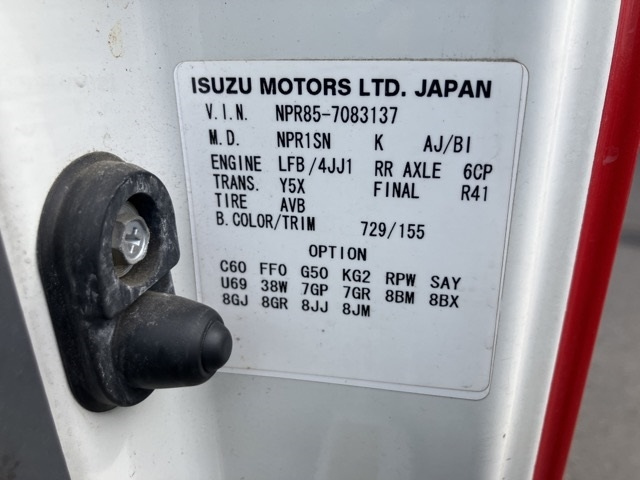 ISUZU MOTORS LTD. JAPAN
V.I.N. NPR85-7083137
M.D. NPR1SN K AJ/BI
ENGINE LFB/4JJ1 RR AXLE 6CP
TRANS. Y5X FINAL R41
TIRE AVB
B.COLOR/TRIM 729/155
OPTION
C60 FF0 G50 KG2 RPW SAY
U69 38W 7GP 7GR 8BM 8BX
8GJ 8GR 8JJ 8JM